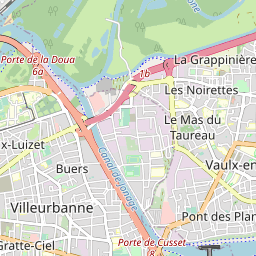 Porte de la Doua
6a
1b
La Grappinière
Les Noirettes
Le Mas du
Taureau
x-Luizet
Vaulx-en
Buers
Canal de Jonage
Villeurbanne
Pont des Plan
Gratte-Ciel
Porte de Cusset
8